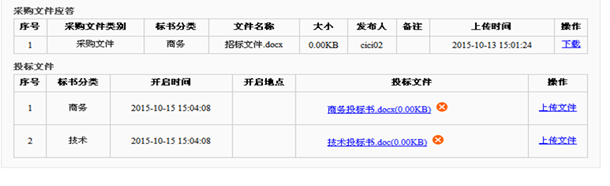 采购文件应答
序号 采购文件类别 标书分类 文件名称 大小 发布人 备注 上传时间 操作
1 采购文件 商务 招标文件.docx 0.00KB cici02 2015-10-13 15:01:24 下载
投标文件
序号 标书分类 开启时间 开启地点 投标文件 操作
1 商务 2015-10-15 15:04:08 商务投标书.docx(0.00KB) 上传文件
2 技术 2015-10-15 15:04:08 技术投标书.doc(0.00KB) 上传文件